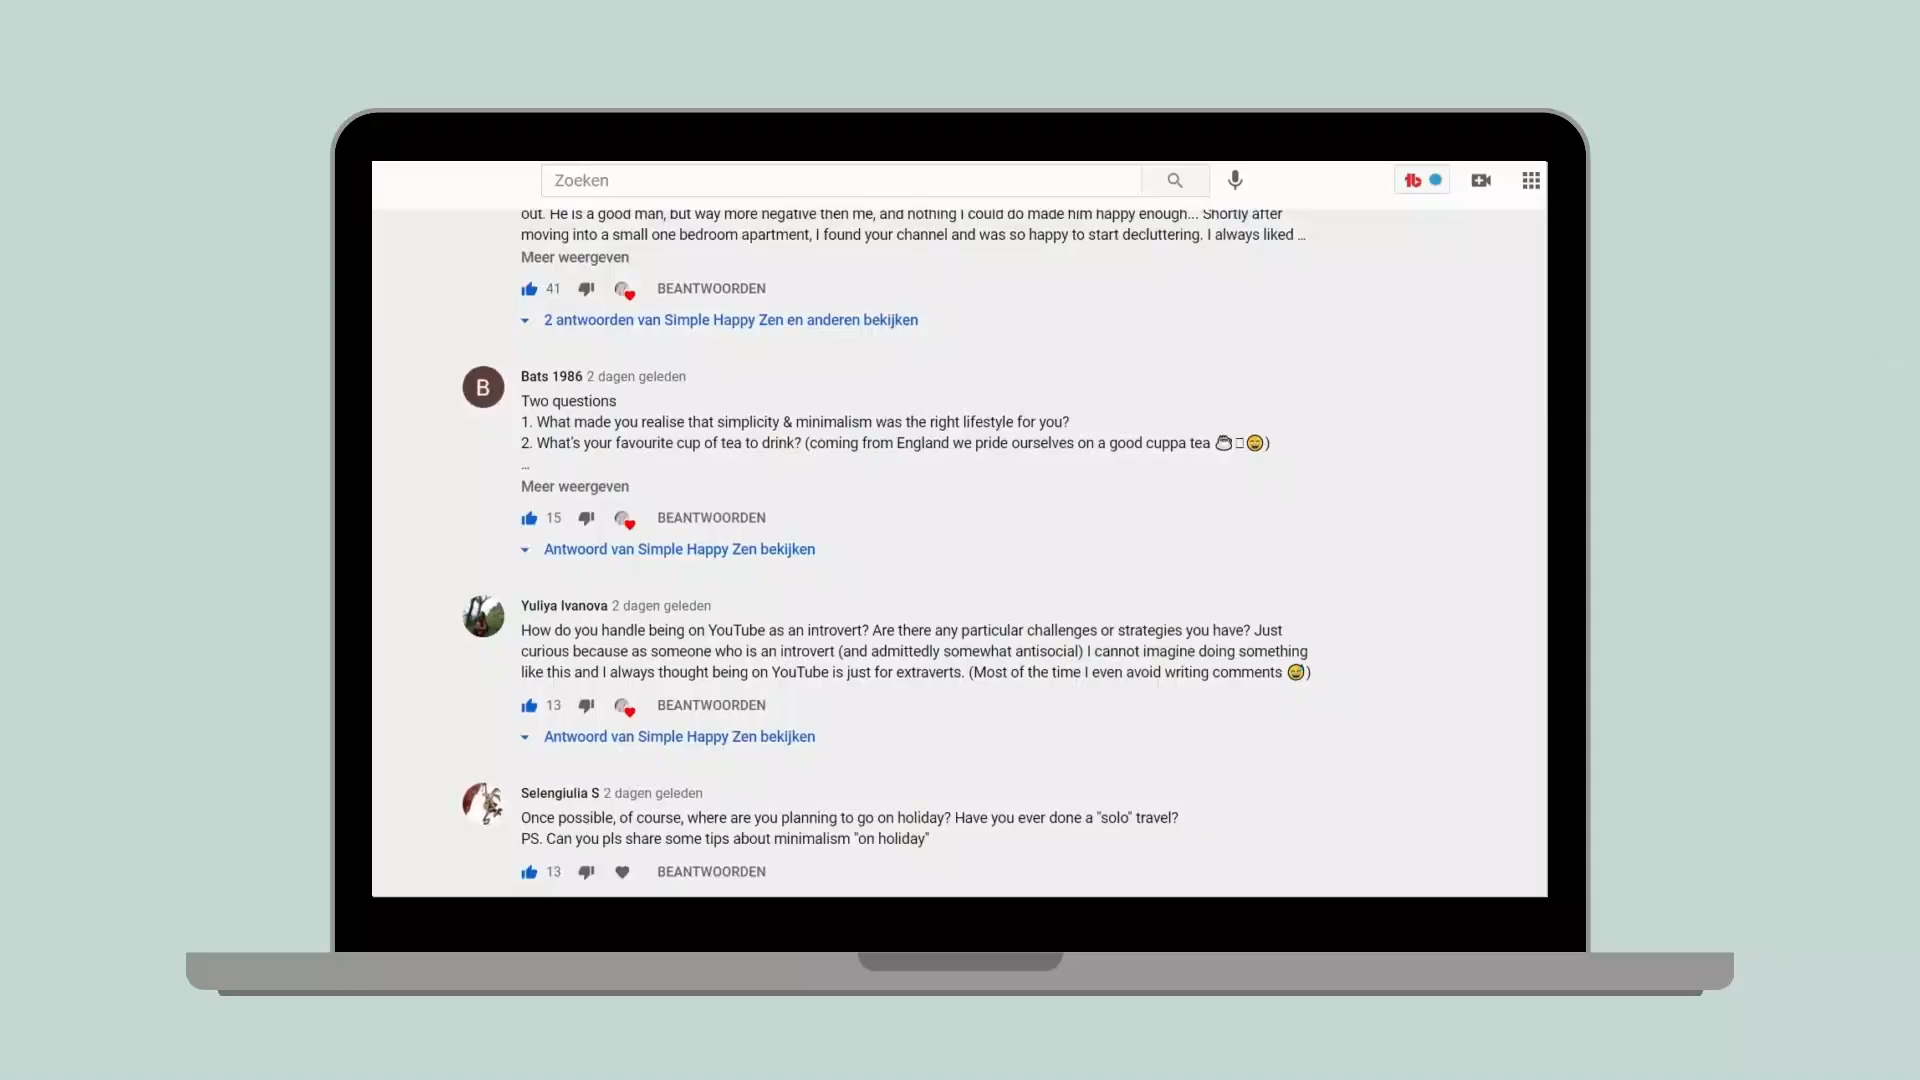 Zoeken
out. He is a good man, but way more negative then me, and nothing I could do made him happy enough... Shortly after
moving into a small one bedroom apartment, I found your channel and was so happy to start decluttering. I always liked ...
Meer weergeven
41 BEANTWOORDEN
2 antwoorden van Simple Happy Zen en anderen bekijken
B
Bats 1986 2 dagen geleden
Two questions
1. What made you realise that simplicity & minimalism was the right lifestyle for you?
2. What's your favourite cup of tea to drink? (coming from England we pride ourselves on a good cuppa tea 🍵😄)
...
Meer weergeven
15 BEANTWOORDEN
Antwoord van Simple Happy Zen bekijken
Yuliya Ivanova 2 dagen geleden
How do you handle being on YouTube as an introvert? Are there any particular challenges or strategies you have? Just
curious because as someone who is an introvert (and admittedly somewhat antisocial) I cannot imagine doing something
like this and I always thought being on YouTube is just for extraverts. (Most of the time I even avoid writing comments 😅)
13 BEANTWOORDEN
Antwoord van Simple Happy Zen bekijken
Selengiulia S 2 dagen geleden
Once possible, of course, where are you planning to go on holiday? Have you ever done a "solo" travel?
PS. Can you pls share some tips about minimalism "on holiday"
13 BEANTWOORDEN